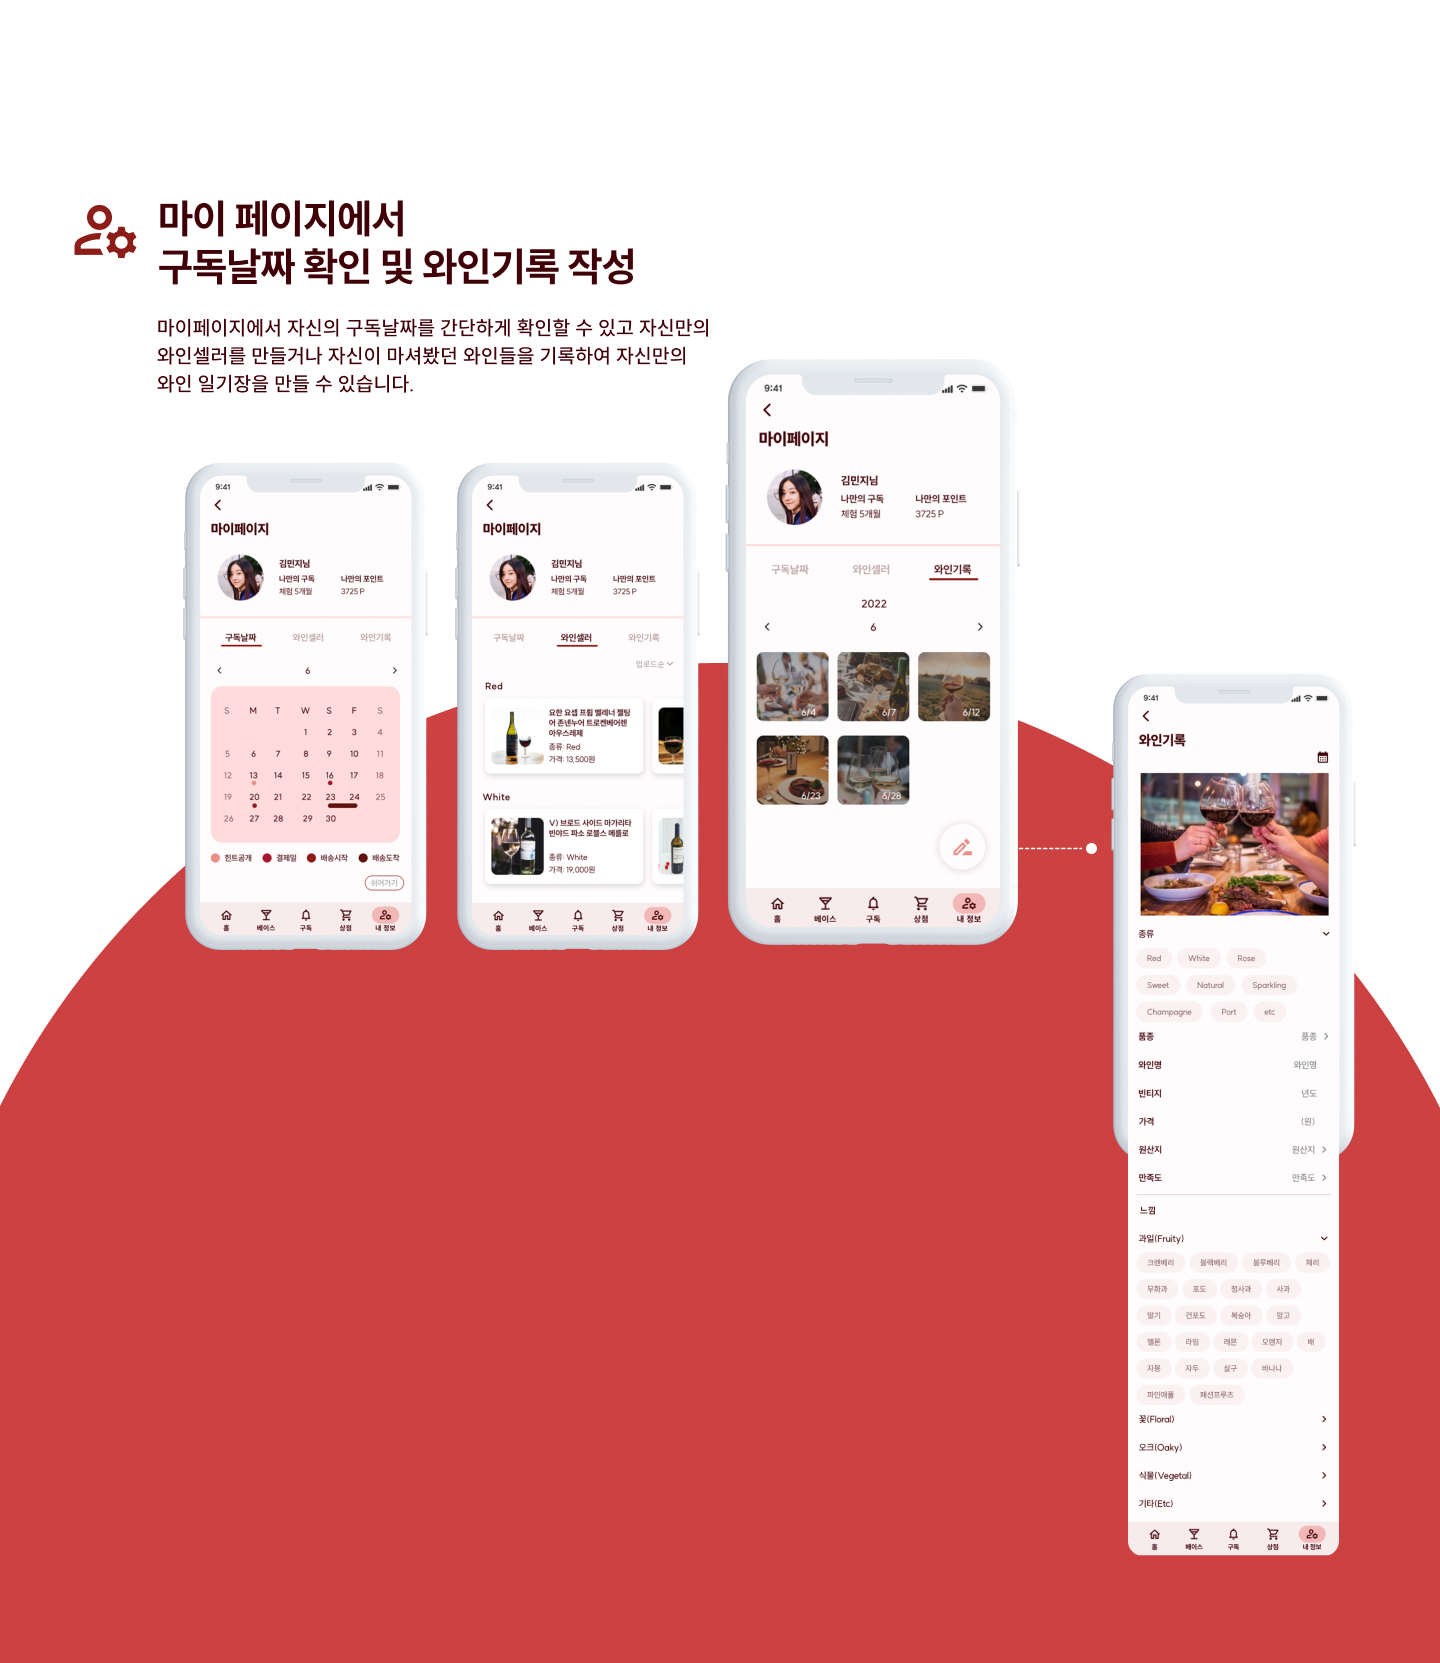 마이 페이지에서
구독날짜 확인 및 와인기록 작성
마이페이지에서 자신의 구독날짜를 간단하게 확인할 수 있고 자신만의
와인셀러를 만들거나 자신이 마셔봤던 와인들을 기록하여 자신만의
와인 일기장을 만들 수 있습니다.
9:41
마이페이지
김민지님
나만의 구독 나만의 포인트
체험 5개월 3725 P
구독날짜 와인셀러 와인기록
6
S M T W S F S
1 2 3 4
5 6 7 8 9 10 11
12 13 14 15 16 17 18
19 20 21 22 23 24 25
26 27 28 29 30
힌트공개 결제일 배송시작 배송도착
쉬어가기
홈 베이스 구독 상점 내 정보
9:41
마이페이지
김민지님
나만의 구독 나만의 포인트
체험 5개월 3725 P
구독날짜 와인셀러 와인기록
업로드순
Red
요한 요셉 프륌 벨레너 젤팅
어 존넨누어 트로켄베어렌
아우스레제
종류: Red
가격: 13,500원
White
V) 브로드 사이드 마가리타
빈야드 파소 로블스 메를로
종류: White
가격: 19,000원
홈 베이스 구독 상점 내 정보
9:41
마이페이지
김민지님
나만의 구독 나만의 포인트
체험 5개월 3725 P
구독날짜 와인셀러 와인기록
2022
6
6/4 6/7 6/12
6/23 6/28
홈 베이스 구독 상점 내 정보
9:41
와인기록
종류
Red White Rose
Sweet Natural Sparkling
Champagne Port etc
품종 품종
와인명 와인명
빈티지 년도
가격 (원)
원산지 원산지
만족도 만족도
느낌
과일(Fruity)
크렌베리 블랙베리 블루베리 체리
무화과 포도 청사과 사과
딸기 건포도 복숭아 망고
멜론 라임 레몬 오렌지 배
자몽 자두 살구 바나나
파인애플 패션프루츠
꽃(Floral)
오크(Oaky)
식물(Vegetal)
기타(Etc)
홈 베이스 구독 상점 내 정보